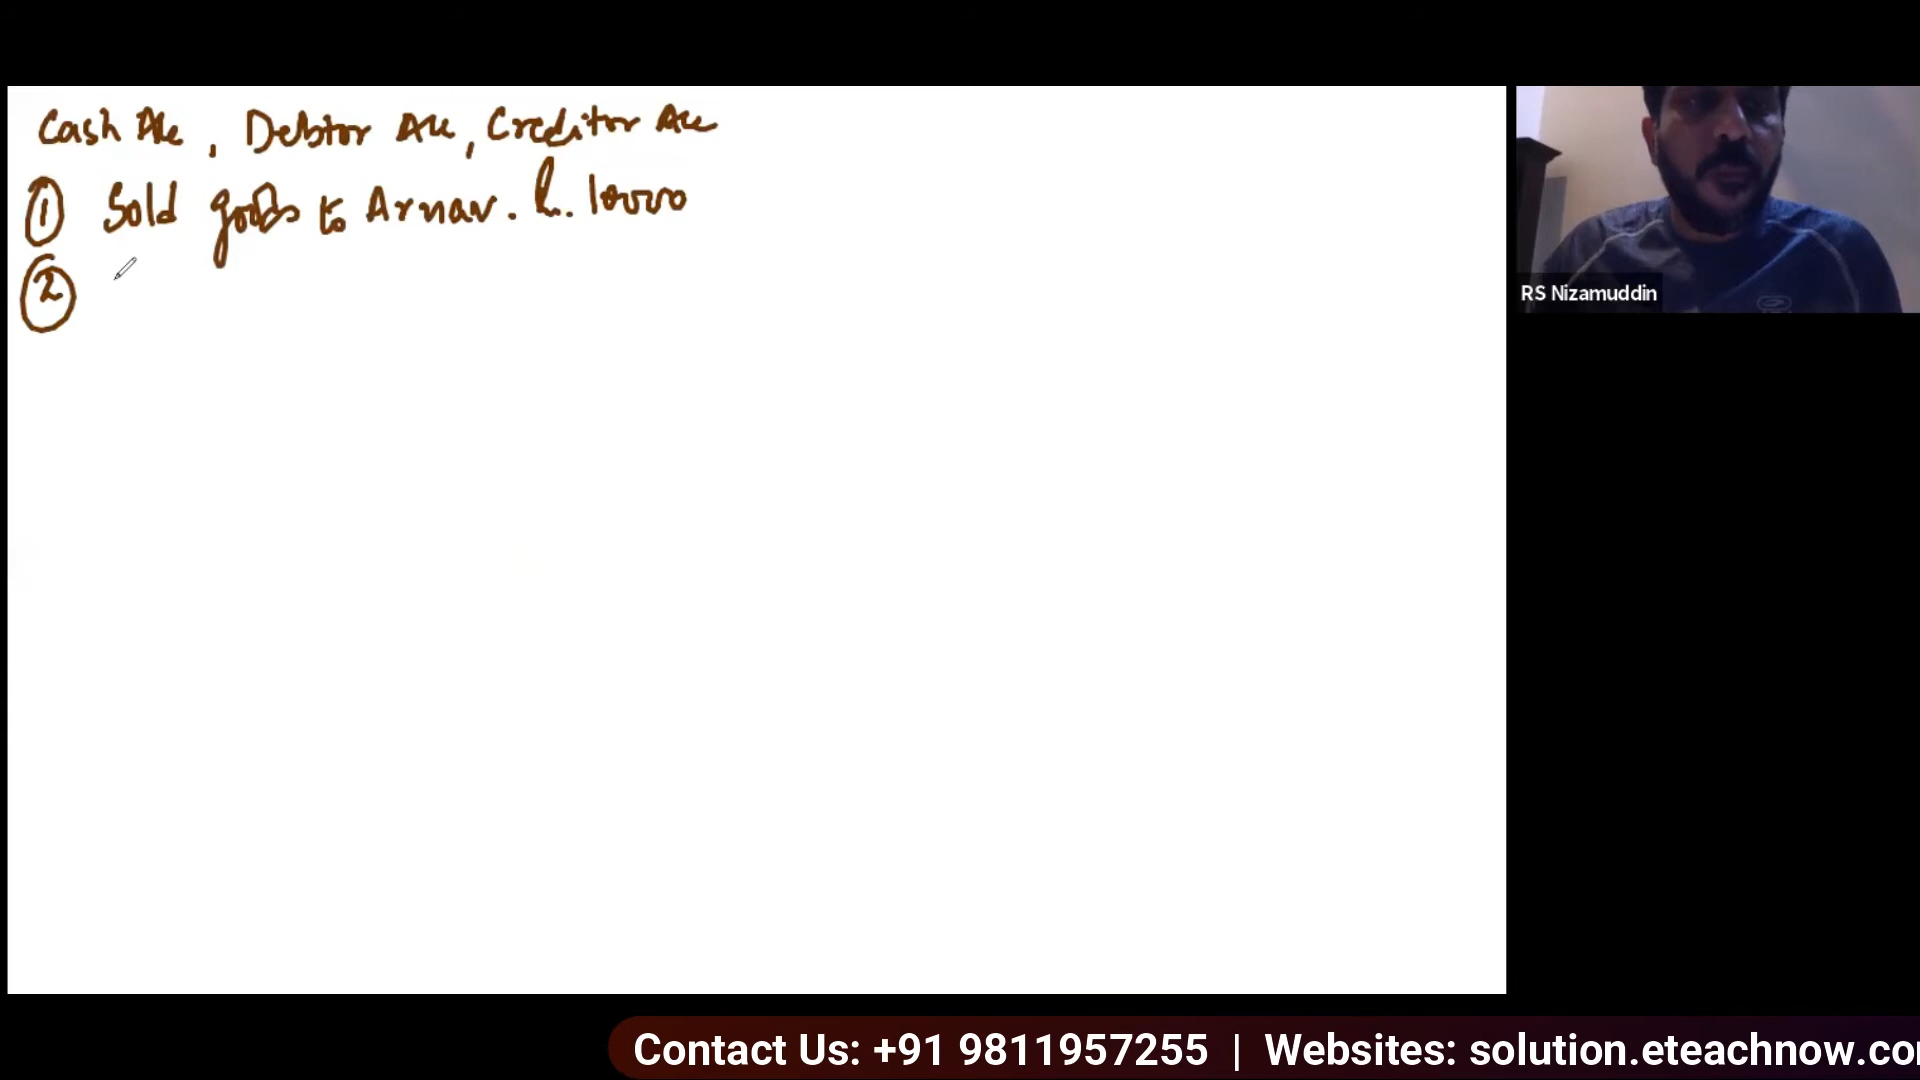 Cash A/c, Debtor A/c, Creditor A/c
① Sold goods to Arnav. Rs. 10000
②
RS Nizamuddin
Contact Us: +91 9811957255 | Websites: solution.eteachnow.co